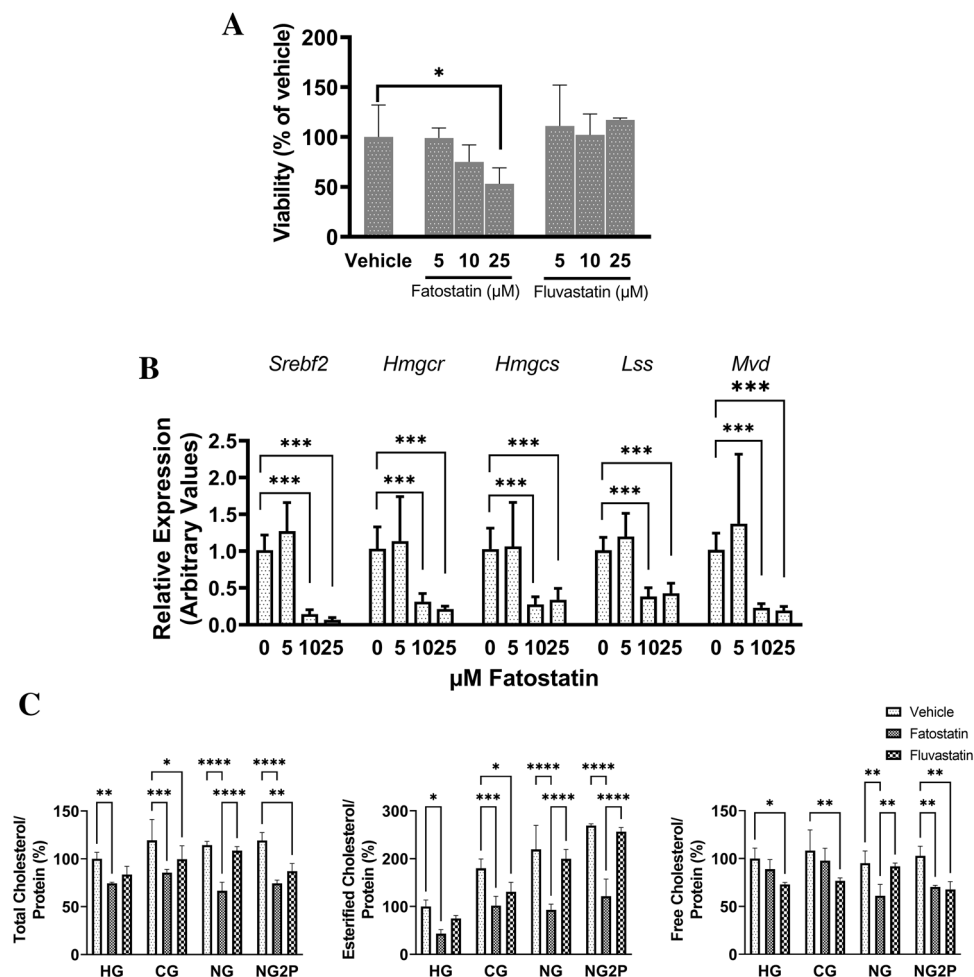 A
Viability (% of vehicle)
200
150
100
50
0
*
Vehicle 5 10 25 5 10 25
Fatostatin (µM) Fluvastatin (µM)
B
Srebf2 Hmgcr Hmgcs Lss Mvd
Relative Expression
(Arbitrary Values)
2.5
2.0
1.5
1.0
0.5
0.0
*** *** *** *** ***
*** *** *** *** ***
0 5 1025 0 5 1025 0 5 1025 0 5 1025 0 5 1025
µM Fatostatin
C
Vehicle
Fatostatin
Fluvastatin
Total Cholesterol/
Protein (%)
150
100
50
0
** * **** ****
*** **** **
HG CG NG NG2P
Esterified Cholesterol/
Protein (%)
300
200
100
0
* **** ****
* *** **** ****
HG CG NG NG2P
Free Cholesterol/
Protein (%)
150
100
50
0
** **
* ** ** **
HG CG NG NG2P